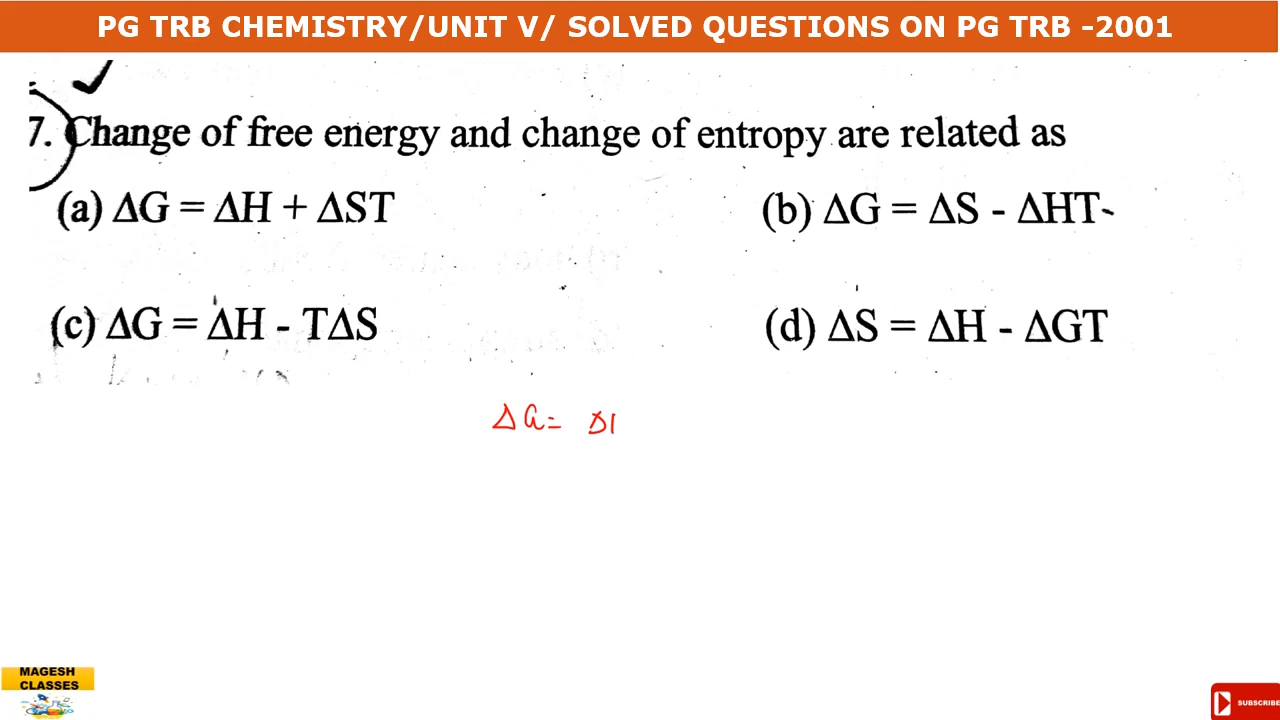 PG TRB CHEMISTRY/UNIT V/ SOLVED QUESTIONS ON PG TRB -2001
7. Change of free energy and change of entropy are related as
(a) ΔG = ΔH + ΔST
(b) ΔG = ΔS - ΔHT
(c) ΔG = ΔH - TΔS
(d) ΔS = ΔH - ΔGT
ΔG=
MAGESH
CLASSES
SUBSCRIBE